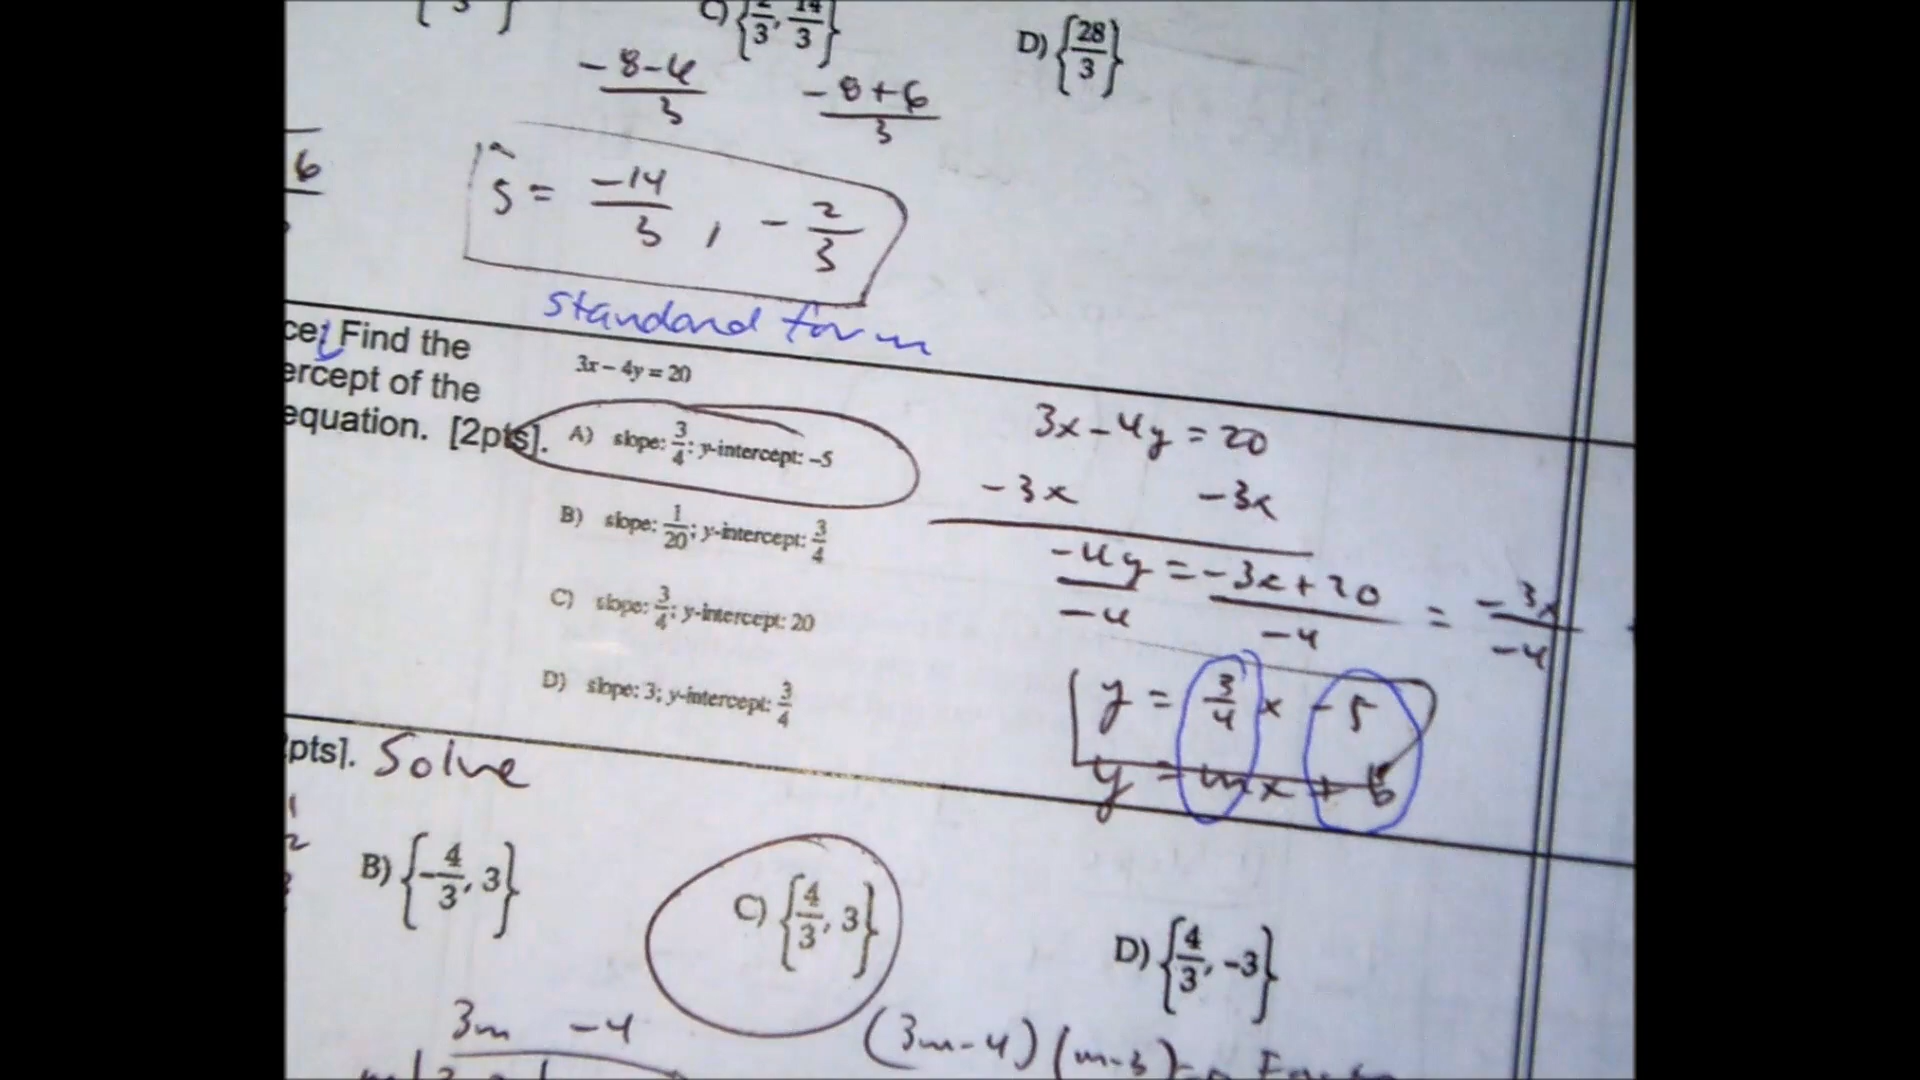 C) {2/3, 14/3}
D) {28/3}
-8-4/3
-8+6/3
6
s = -14/3, -2/3
standard form
Find the
ercept of the
equation. [2pts].
3x – 4y = 20
A) slope: 3/4; y-intercept: –5
B) slope: 1/20; y-intercept: 3/4
C) slope: 3/4; y-intercept: 20
D) slope: 3; y-intercept: 3/4
3x-4y = 20
-3x -3x
-4y/-4 = -3x+20/-4 = -3x/-4
y = 3/4 x - 5
y = mx + b
pts]. Solve
B) {-4/3, 3}
C) {4/3, 3}
D) {4/3, -3}
3m -4
(3m-4)(m-3)